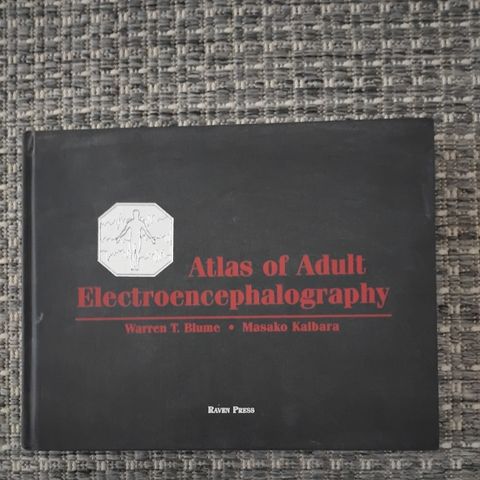 Atlas of Adult
Electroencephalography
Warren T. Blume • Masako Kaibara
RAVEN PRESS